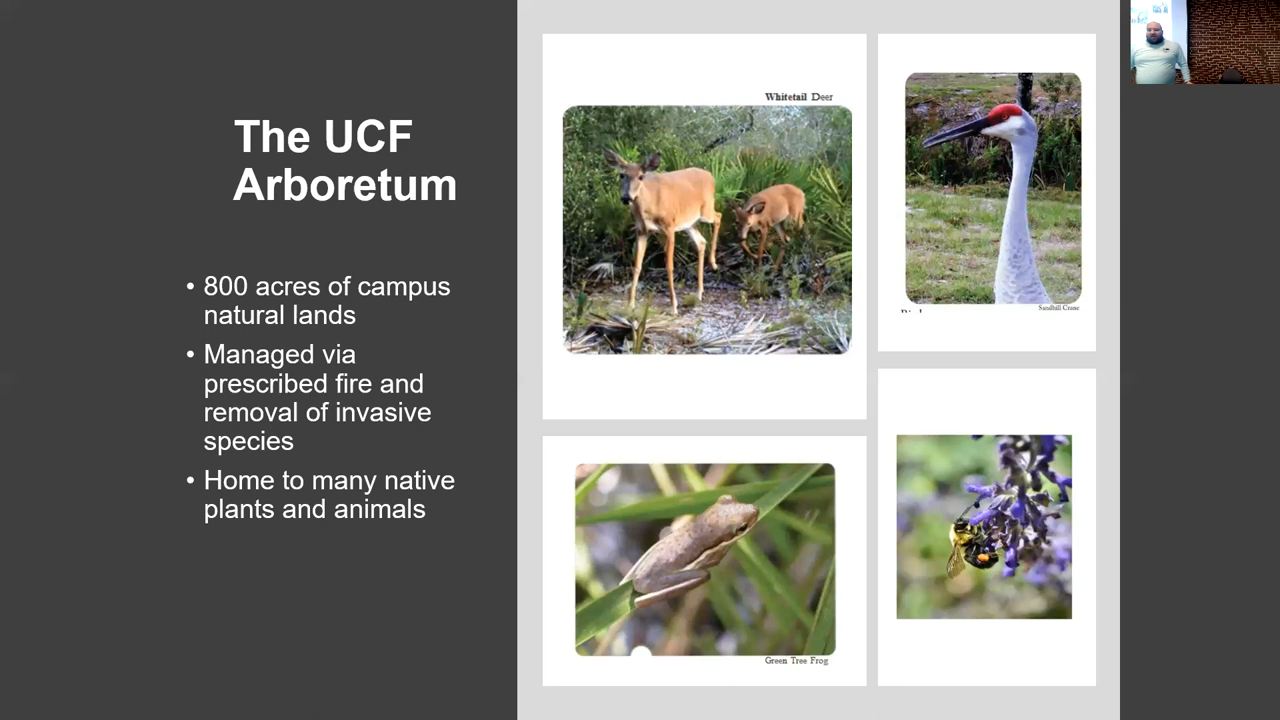 The UCF
Arboretum
• 800 acres of campus
natural lands
• Managed via
prescribed fire and
removal of invasive
species
• Home to many native
plants and animals
Whitetail Deer
Sandhill Crane
Green Tree Frog